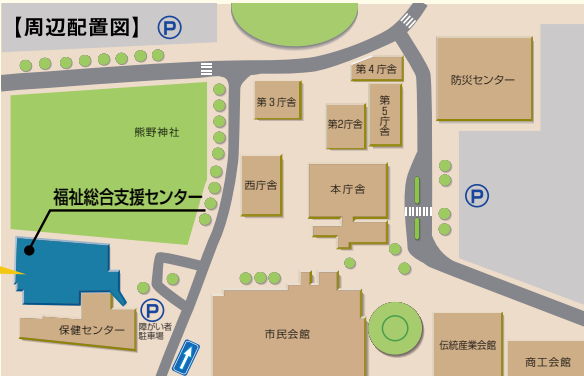 【周辺配置図】 P
第4庁舎
防災センター
第3庁舎
第5庁舎
第2庁舎
熊野神社
西庁舎
本庁舎
福祉総合支援センター
P
P
障がい者
駐車場
保健センター
市民会館
伝統産業会館
商工会館